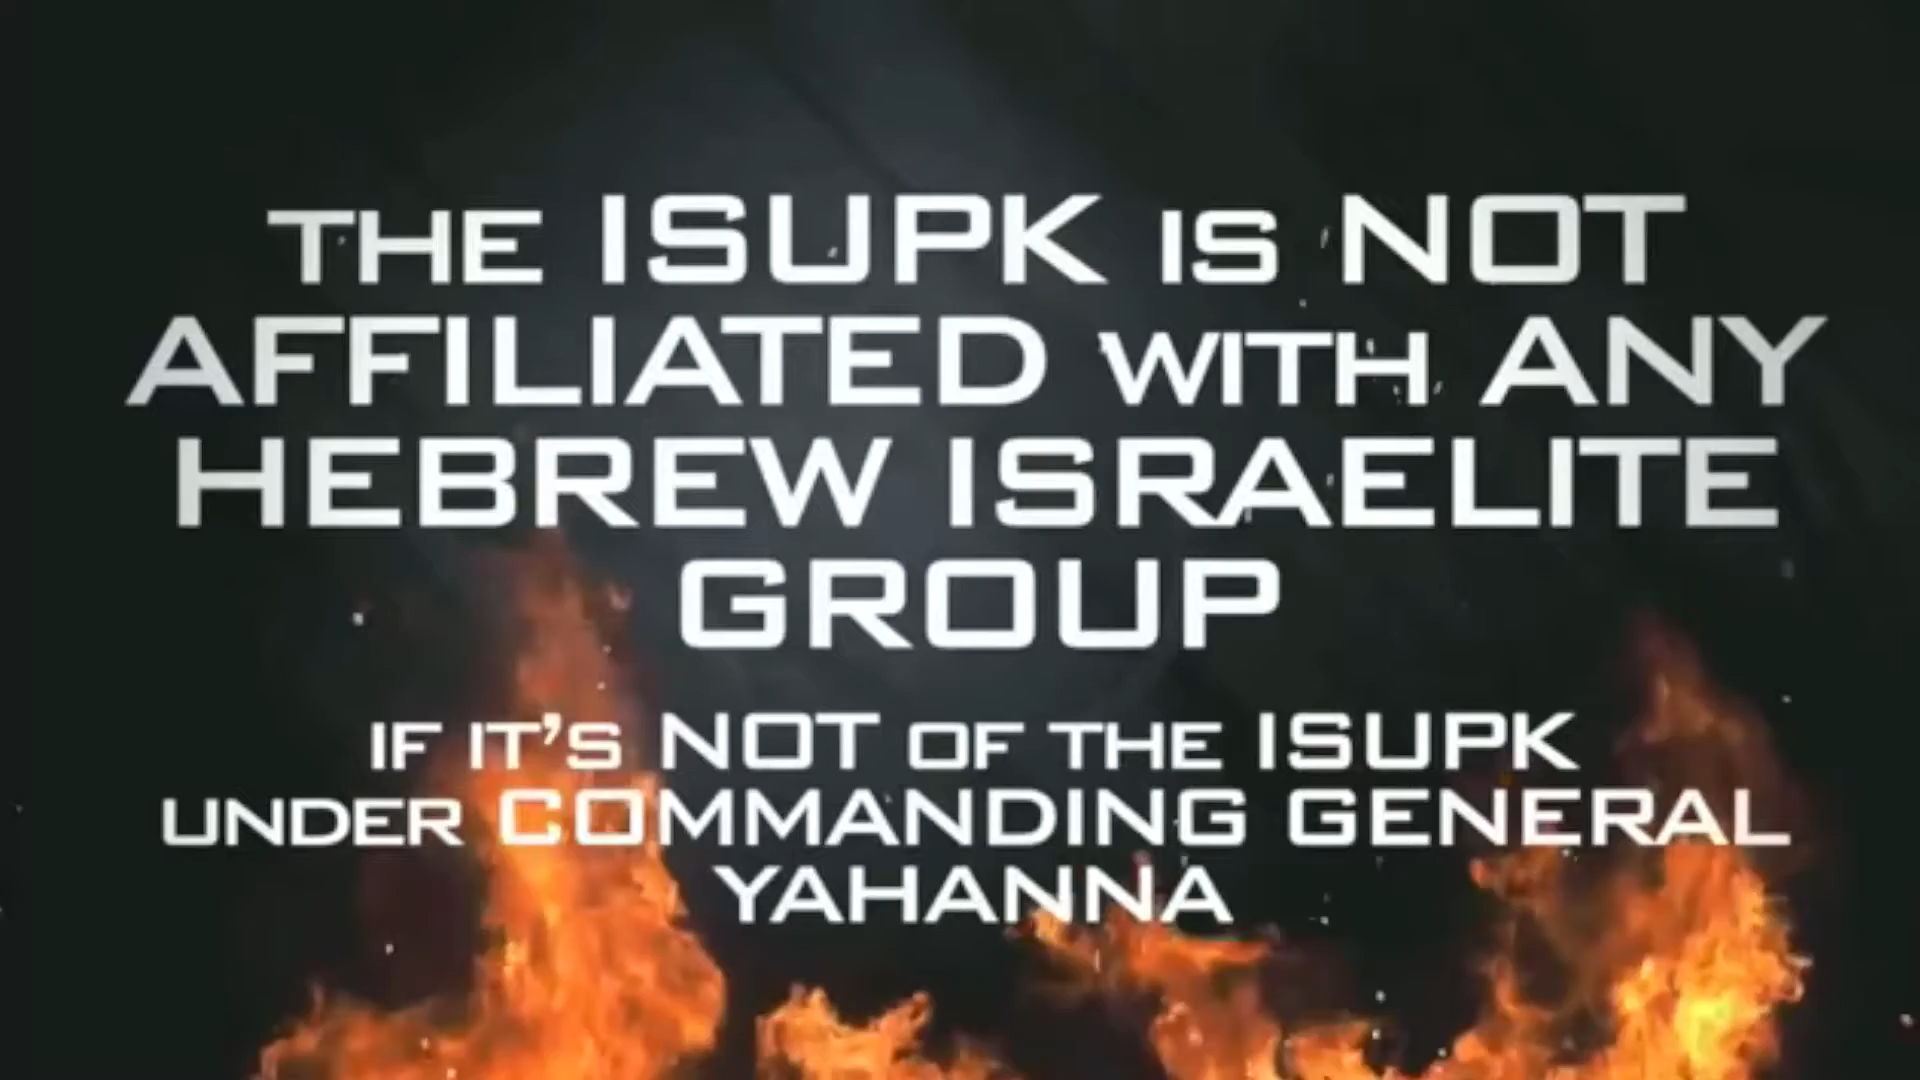 THE ISUPK IS NOT
AFFILIATED WITH ANY
HEBREW ISRAELITE
GROUP
IF IT'S NOT OF THE ISUPK
UNDER COMMANDING GENERAL
YAHANNA